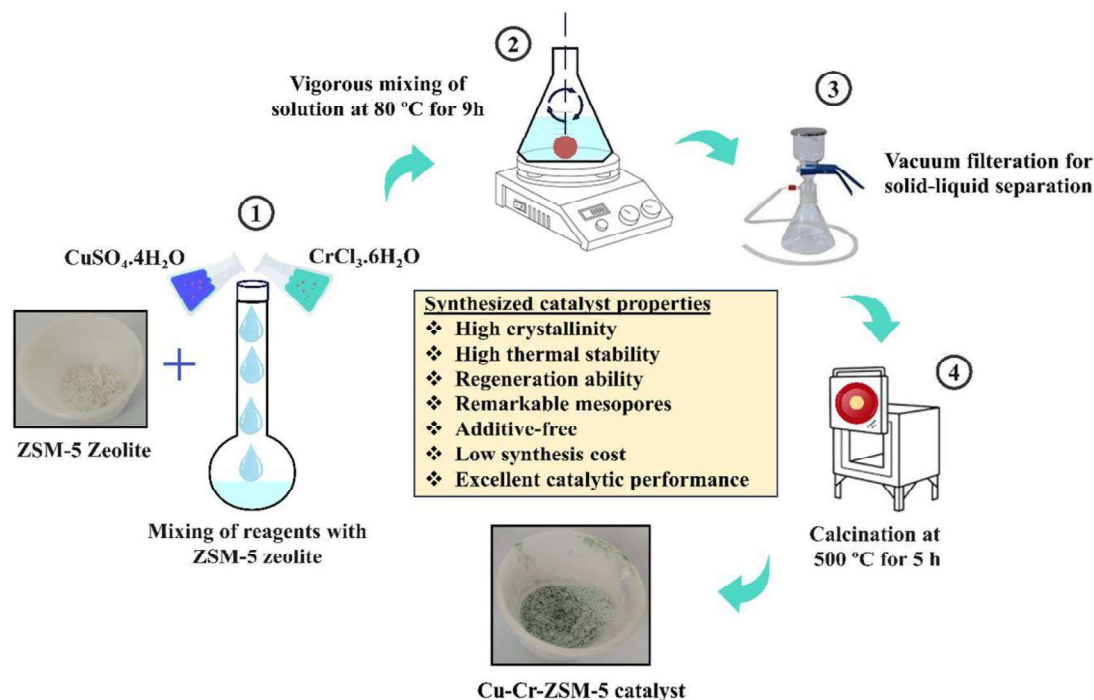 1
CuSO₄.4H₂O
CrCl₃.6H₂O
ZSM-5 Zeolite
Mixing of reagents with
ZSM-5 zeolite
2
Vigorous mixing of
solution at 80 °C for 9h
3
Vacuum filteration for
solid-liquid separation
4
Calcination at
500 °C for 5 h
Synthesized catalyst properties
❖ High crystallinity
❖ High thermal stability
❖ Regeneration ability
❖ Remarkable mesopores
❖ Additive-free
❖ Low synthesis cost
❖ Excellent catalytic performance
Cu-Cr-ZSM-5 catalyst